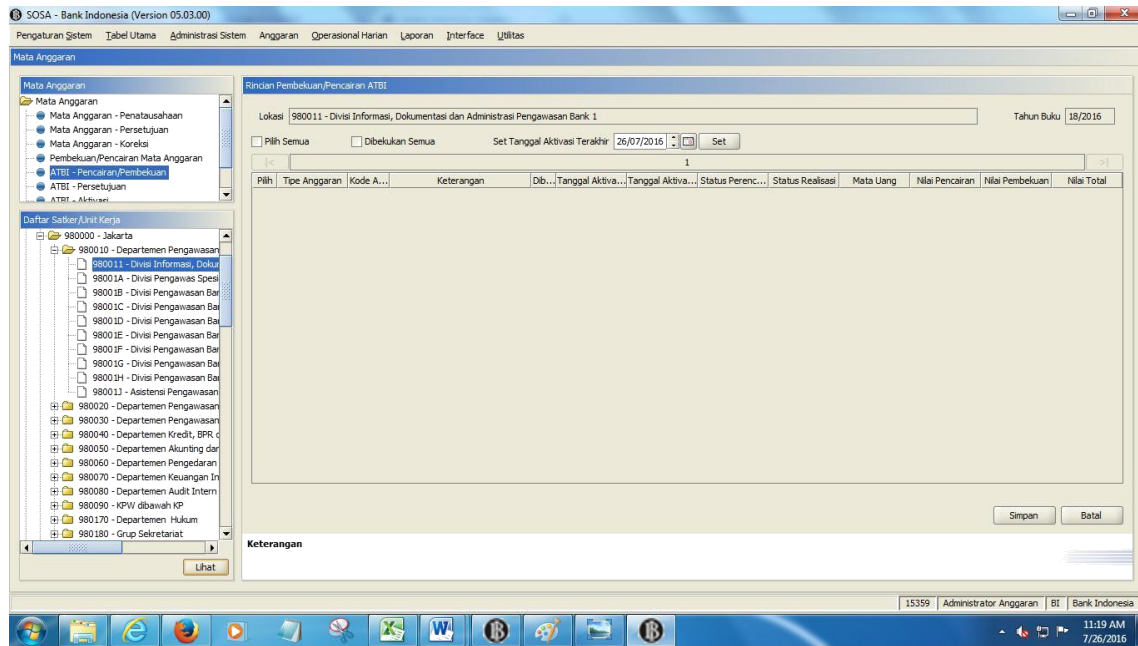 SOSA - Bank Indonesia (Version 05.03.00)
Pengaturan Sistem Tabel Utama Administrasi Sistem Anggaran Operasional Harian Laporan Interface Utilitas
Mata Anggaran
Mata Anggaran
Mata Anggaran
Mata Anggaran - Penatausahaan
Mata Anggaran - Persetujuan
Mata Anggaran - Koreksi
Pembekuan/Pencairan Mata Anggaran
ATBI - Pencairan/Pembekuan
ATBI - Persetujuan
ATBI - Aktivasi
Daftar Satker/Unit Kerja
980000 - Jakarta
980010 - Departemen Pengawasan
980011 - Divisi Informasi, Dokur
98001A - Divisi Pengawas Spesi
98001B - Divisi Pengawasan Bar
98001C - Divisi Pengawasan Bar
98001D - Divisi Pengawasan Bar
98001E - Divisi Pengawasan Bar
98001F - Divisi Pengawasan Bar
98001G - Divisi Pengawasan Bar
98001H - Divisi Pengawasan Bar
98001J - Asistensi Pengawasan
980020 - Departemen Pengawasan
980030 - Departemen Pengawasan
980040 - Departemen Kredit, BPR c
980050 - Departemen Akunting dar
980060 - Departemen Pengedaran
980070 - Departemen Keuangan In
980080 - Departemen Audit Intern
980090 - KPW dibawah KP
980170 - Departemen Hukum
980180 - Grup Sekretariat
Lihat
Rincian Pembekuan/Pencairan ATBI
Lokasi 980011 - Divisi Informasi, Dokumentasi dan Administrasi Pengawasan Bank 1 Tahun Buku 18/2016
Pilih Semua Dibekukan Semua Set Tanggal Aktivasi Terakhir 26/07/2016 Set
|< 1 >|
Pilih Tipe Anggaran Kode A... Keterangan Dib... Tanggal Aktiva... Tanggal Aktiva... Status Perenc... Status Realisasi Mata Uang Nilai Pencairan Nilai Pembekuan Nilai Total
Simpan Batal
Keterangan
15359 Administrator Anggaran BI Bank Indonesia
11:19 AM
7/26/2016